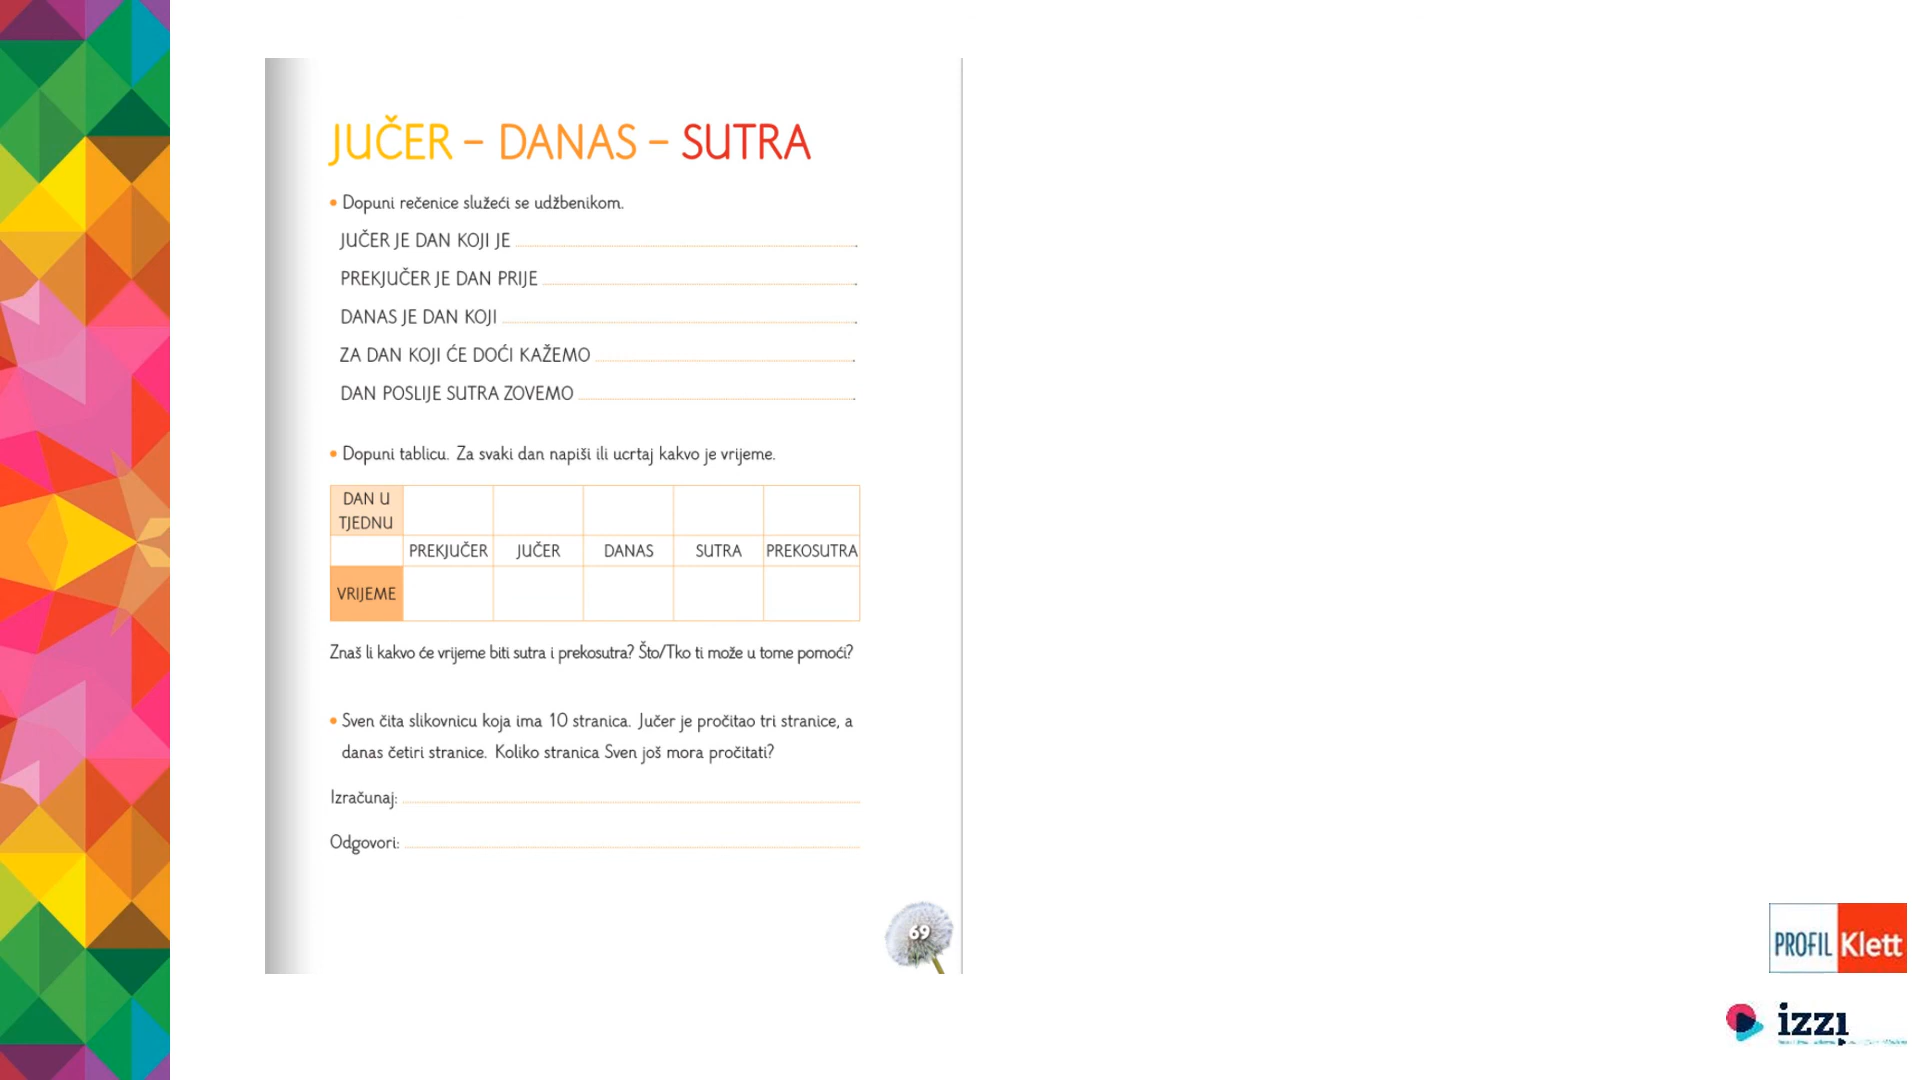 JUČER – DANAS – SUTRA
• Dopuni rečenice služeći se udžbenikom.
JUČER JE DAN KOJI JE .
PREKJUČER JE DAN PRIJE .
DANAS JE DAN KOJI .
ZA DAN KOJI ĆE DOĆI KAŽEMO .
DAN POSLIJE SUTRA ZOVEMO .
• Dopuni tablicu. Za svaki dan napiši ili ucrtaj kakvo je vrijeme.
DAN U
TJEDNU
PREKJUČER JUČER DANAS SUTRA PREKOSUTRA
VRIJEME
Znaš li kakvo će vrijeme biti sutra i prekosutra? Što/Tko ti može u tome pomoći?
• Sven čita slikovnicu koja ima 10 stranica. Jučer je pročitao tri stranice, a
danas četiri stranice. Koliko stranica Sven još mora pročitati?
Izračunaj:
Odgovori:
69
PROFIL Klett
izzi